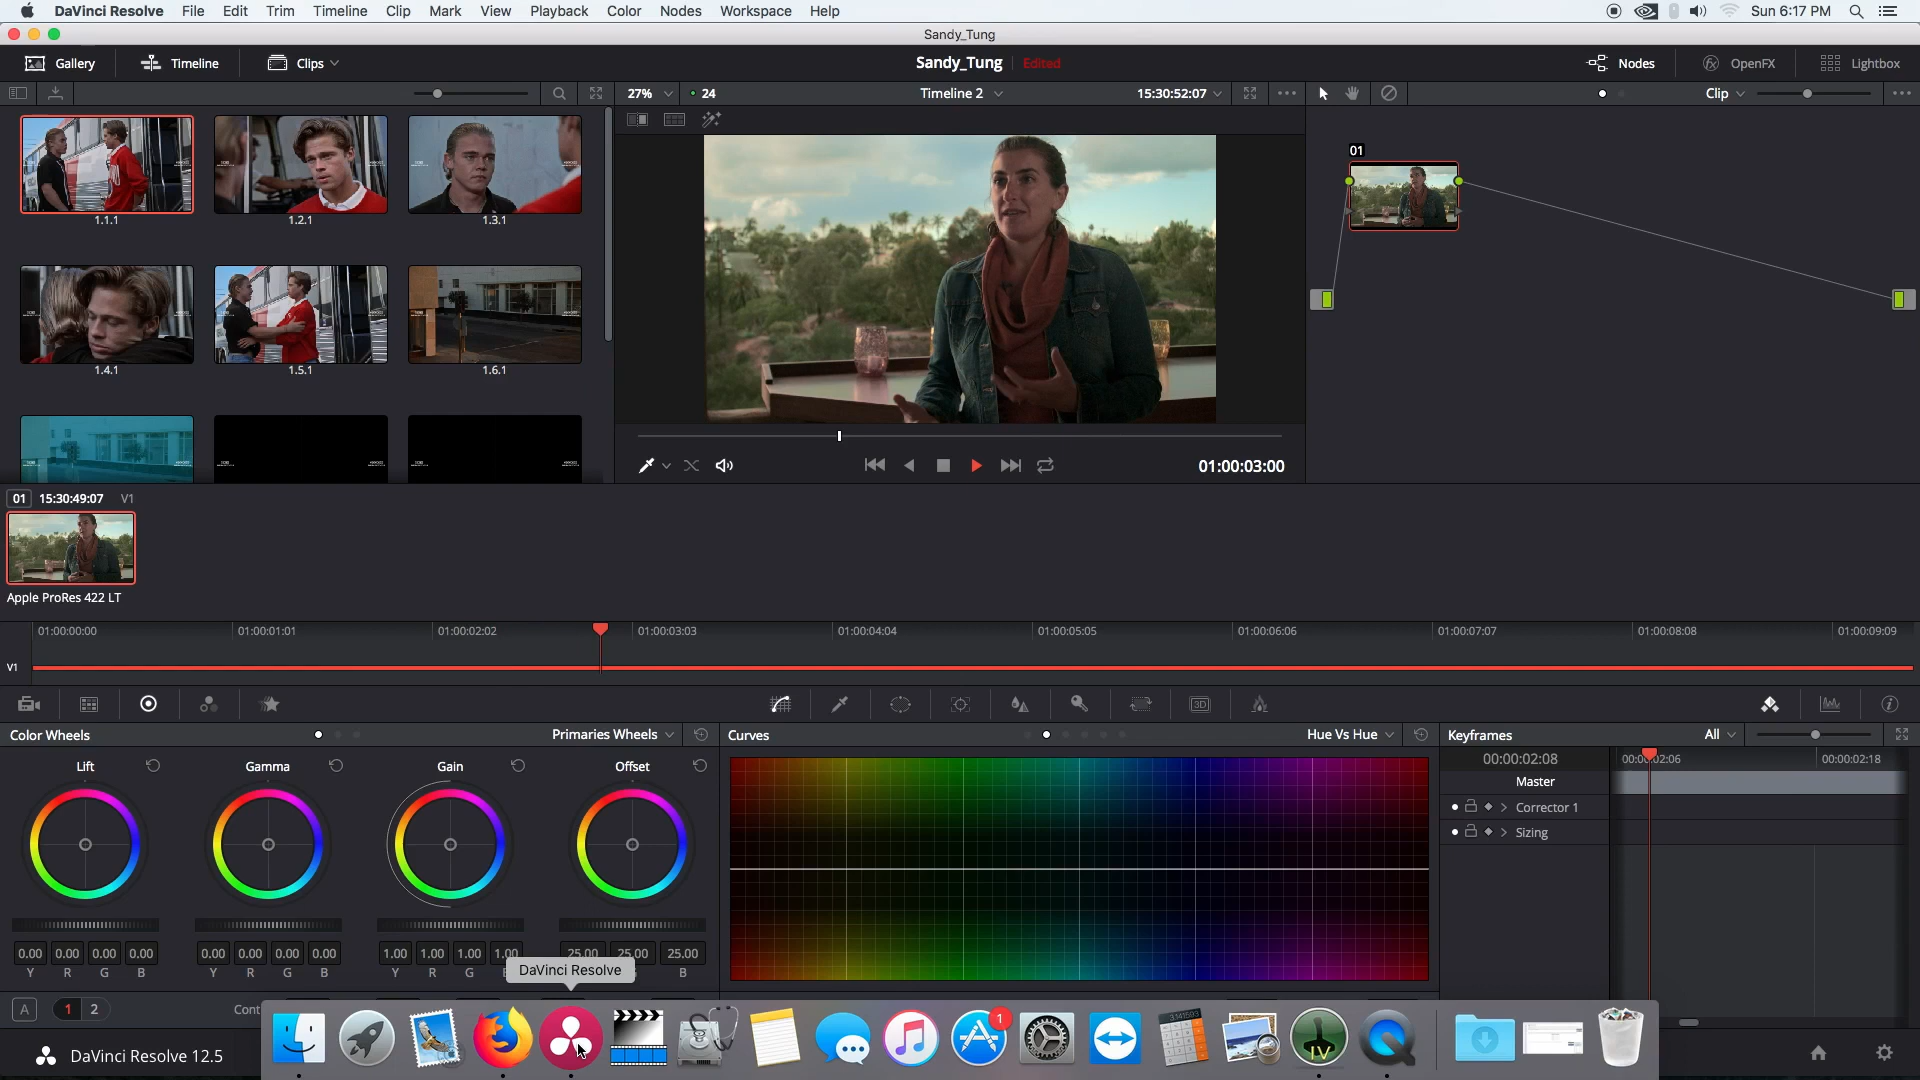 DaVinci Resolve File Edit Trim Timeline Clip Mark View Playback Color Nodes Workspace Help Sun 6:17 PM
Sandy_Tung
Gallery Timeline Clips Sandy_Tung Edited Nodes OpenFX Lightbox
27% 24 Timeline 2 15:30:52:07 Clip
1.1.1 1.2.1 1.3.1
01
1.4.1 1.5.1 1.6.1
01:00:03:00
01 15:30:49:07 V1
Apple ProRes 422 LT
01:00:00:00 01:00:01:01 01:00:02:02 01:00:03:03 01:00:04:04 01:00:05:05 01:00:06:06 01:00:07:07 01:00:08:08 01:00:09:09
V1
3D
Color Wheels Primaries Wheels Curves Hue Vs Hue Keyframes All
Lift Gamma Gain Offset
00:00:02:08 00:00:02:18
Master
Corrector 1
Sizing
0.00 0.00 0.00 0.00 0.00 0.00 0.00 0.00 1.00 1.00 1.00 1.00 25.00 25.00 25.00
Y R G B Y R G B Y R G B
DaVinci Resolve
A 1 2 Cont
1
3.141593
IV
DaVinci Resolve 12.5